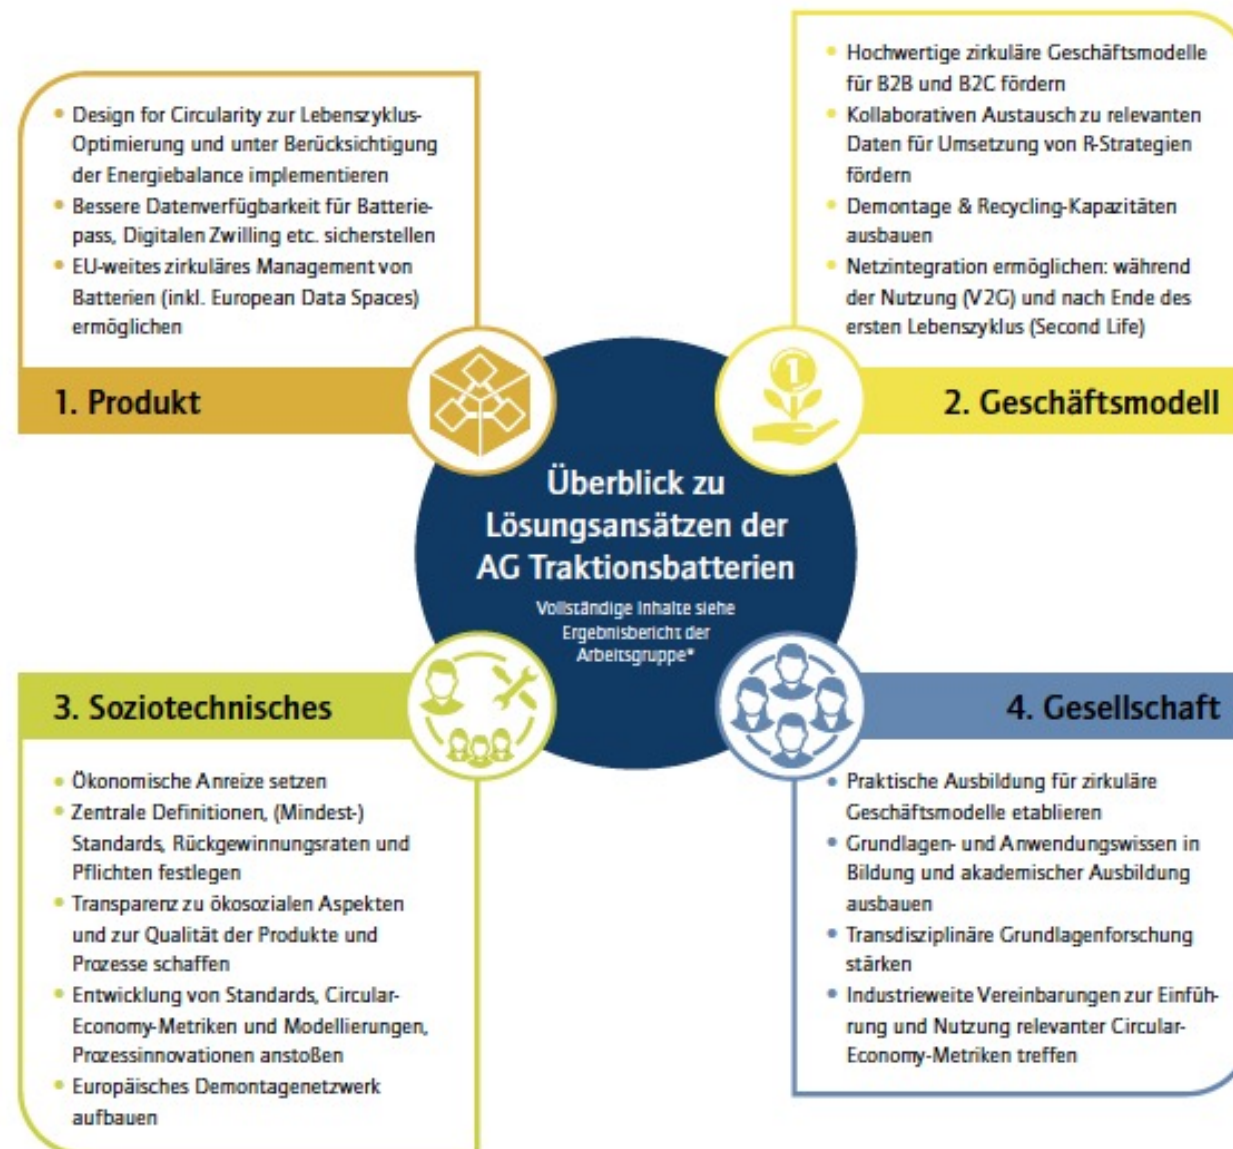 • Design for Circularity zur Lebenszyklus-
Optimierung und unter Berücksichtigung
der Energiebalance implementieren
• Bessere Datenverfügbarkeit für Batterie-
pass, Digitalen Zwilling etc. sicherstellen
• EU-weites zirkuläres Management von
Batterien (inkl. European Data Spaces)
ermöglichen
1. Produkt
• Hochwertige zirkuläre Geschäftsmodelle
für B2B und B2C fördern
• Kollaborativen Austausch zu relevanten
Daten für Umsetzung von R-Strategien
fördern
• Demontage & Recycling-Kapazitäten
ausbauen
• Netzintegration ermöglichen: während
der Nutzung (V2G) und nach Ende des
ersten Lebenszyklus (Second Life)
1
2. Geschäftsmodell
Überblick zu
Lösungsansätzen der
AG Traktionsbatterien
Vollständige Inhalte siehe
Ergebnisbericht der
Arbeitsgruppe*
3. Soziotechnisches
• Ökonomische Anreize setzen
• Zentrale Definitionen, (Mindest-)
Standards, Rückgewinnungsraten und
Pflichten festlegen
• Transparenz zu ökosozialen Aspekten
und zur Qualität der Produkte und
Prozesse schaffen
• Entwicklung von Standards, Circular-
Economy-Metriken und Modellierungen,
Prozessinnovationen anstoßen
• Europäisches Demontagenetzwerk
aufbauen
4. Gesellschaft
• Praktische Ausbildung für zirkuläre
Geschäftsmodelle etablieren
• Grundlagen- und Anwendungswissen in
Bildung und akademischer Ausbildung
ausbauen
• Transdisziplinäre Grundlagenforschung
stärken
• Industrieweite Vereinbarungen zur Einfüh-
rung und Nutzung relevanter Circular-
Economy-Metriken treffen